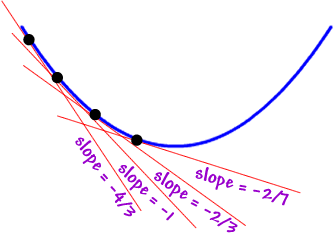 slope = -4/3
slope = -1
slope = -2/3
slope = -2/7